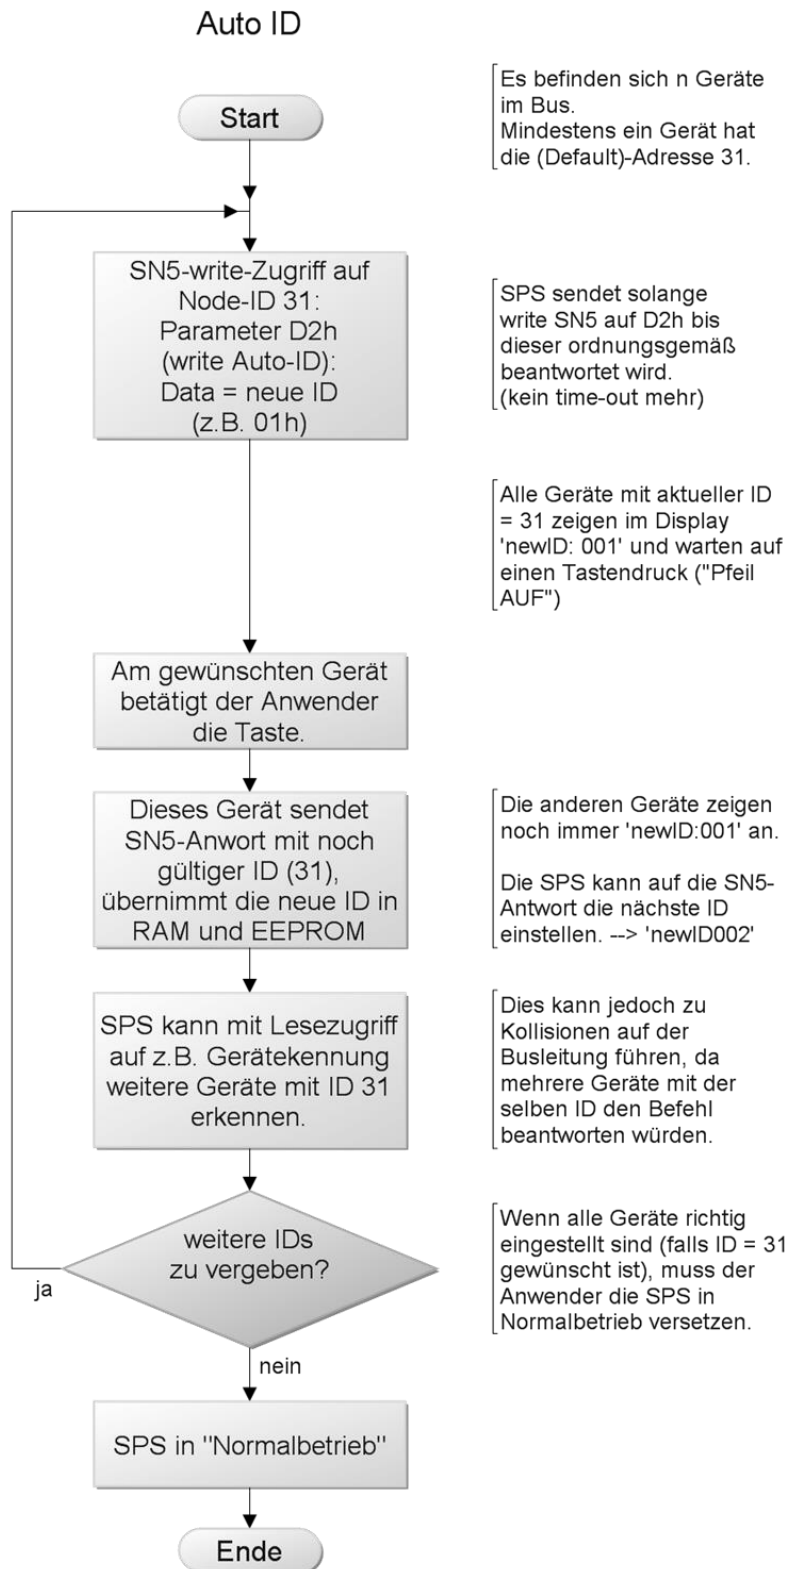 Auto ID
Start
Es befinden sich n Geräte
im Bus.
Mindestens ein Gerät hat
die (Default)-Adresse 31.
SN5-write-Zugriff auf
Node-ID 31:
Parameter D2h
(write Auto-ID):
Data = neue ID
(z.B. 01h)
SPS sendet solange
write SN5 auf D2h bis
dieser ordnungsgemäß
beantwortet wird.
(kein time-out mehr)
Alle Geräte mit aktueller ID
= 31 zeigen im Display
'newID: 001' und warten auf
einen Tastendruck ("Pfeil
AUF")
Am gewünschten Gerät
betätigt der Anwender
die Taste.
Dieses Gerät sendet
SN5-Anwort mit noch
gültiger ID (31),
übernimmt die neue ID in
RAM und EEPROM
Die anderen Geräte zeigen
noch immer 'newID:001' an.
Die SPS kann auf die SN5-
Antwort die nächste ID
einstellen. --> 'newID002'
SPS kann mit Lesezugriff
auf z.B. Gerätekennung
weitere Geräte mit ID 31
erkennen.
Dies kann jedoch zu
Kollisionen auf der
Busleitung führen, da
mehrere Geräte mit der
selben ID den Befehl
beantworten würden.
weitere IDs
zu vergeben?
ja
nein
Wenn alle Geräte richtig
eingestellt sind (falls ID = 31
gewünscht ist), muss der
Anwender die SPS in
Normalbetrieb versetzen.
SPS in "Normalbetrieb"
Ende